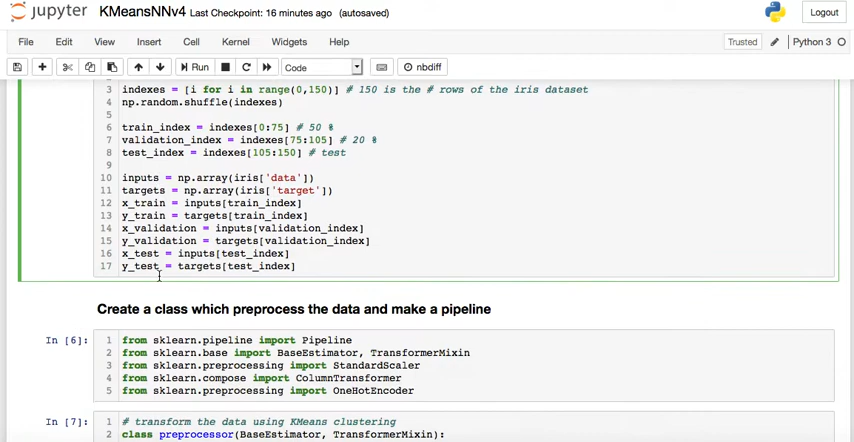 jupyter KMeansNNv4 Last Checkpoint: 16 minutes ago (autosaved)
Logout
File Edit View Insert Cell Kernel Widgets Help
Trusted Python 3
Run Code nbdiff
3 indexes = [i for i in range(0,150)] # 150 is the # rows of the iris dataset
4 np.random.shuffle(indexes)
5
6 train_index = indexes[0:75] # 50 %
7 validation_index = indexes[75:105] # 20 %
8 test_index = indexes[105:150] # test
9
10 inputs = np.array(iris['data'])
11 targets = np.array(iris['target'])
12 x_train = inputs[train_index]
13 y_train = targets[train_index]
14 x_validation = inputs[validation_index]
15 y_validation = targets[validation_index]
16 x_test = inputs[test_index]
17 y_test = targets[test_index]
Create a class which preprocess the data and make a pipeline
In [6]: 1 from sklearn.pipeline import Pipeline
2 from sklearn.base import BaseEstimator, TransformerMixin
3 from sklearn.preprocessing import StandardScaler
4 from sklearn.compose import ColumnTransformer
5 from sklearn.preprocessing import OneHotEncoder
In [7]: 1 # transform the data using KMeans clustering
2 class preprocessor(BaseEstimator, TransformerMixin):